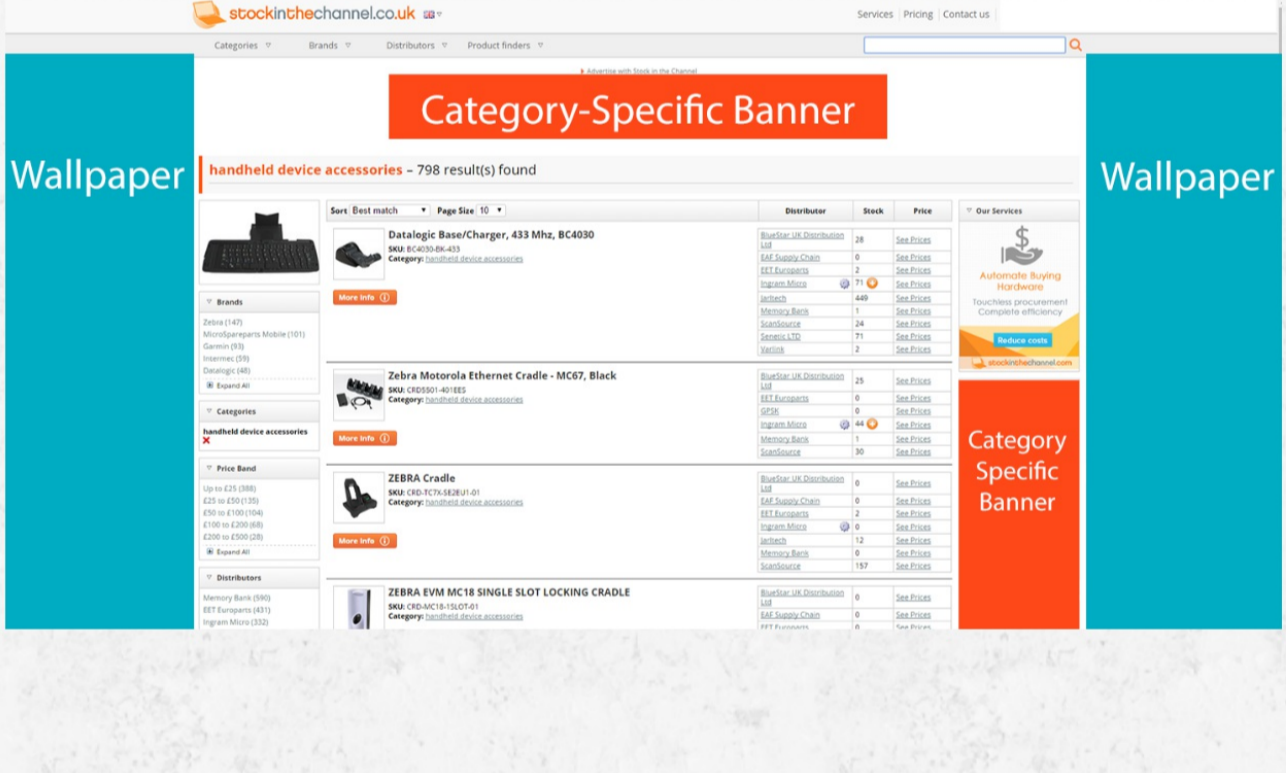 stockinthechannel.co.uk
Services Pricing Contact us
Categories Brands Distributors Product finders
Advertise with Stock in the Channel
Category-Specific Banner
Wallpaper
Wallpaper
handheld device accessories – 798 result(s) found
Brands
Zebra (147)
MicroSpareparts Mobile (101)
Garmin (93)
Intermec (59)
Datalogic (48)
Expand All
Categories
handheld device accessories
Price Band
Up to £25 (388)
£25 to £50 (135)
£50 to £100 (104)
£100 to £200 (68)
£200 to £500 (28)
Expand All
Distributors
Memory Bank (590)
EET Europarts (431)
Ingram Micro (332)
Sort Best match Page Size 10 Distributor Stock Price
Datalogic Base/Charger, 433 Mhz, BC4030
SKU: BC4030-BK-433
Category: handheld device accessories
More Info
BlueStar UK Distribution Ltd 28 See Prices
EAF Supply Chain 0 See Prices
EET Europarts 2 See Prices
Ingram Micro 71 See Prices
Jarltech 449 See Prices
Memory Bank 1 See Prices
ScanSource 24 See Prices
Senetic LTD 71 See Prices
Varlink 2 See Prices
Zebra Motorola Ethernet Cradle - MC67, Black
SKU: CRD5501-401EES
Category: handheld device accessories
More Info
BlueStar UK Distribution Ltd 25 See Prices
EET Europarts 0 See Prices
GPSK 0 See Prices
Ingram Micro 44 See Prices
Memory Bank 1 See Prices
ScanSource 30 See Prices
ZEBRA Cradle
SKU: CRD-TC7X-SE2EU1-01
Category: handheld device accessories
More Info
BlueStar UK Distribution Ltd 0 See Prices
EAF Supply Chain 0 See Prices
EET Europarts 2 See Prices
Ingram Micro 0 See Prices
Jarltech 12 See Prices
Memory Bank 0 See Prices
ScanSource 157 See Prices
ZEBRA EVM MC18 SINGLE SLOT LOCKING CRADLE
SKU: CRD-MC18-1SLOT-01
Category: handheld device accessories
BlueStar UK Distribution Ltd 0 See Prices
EAF Supply Chain 0 See Prices
EET Europarts 0 See Prices
Our Services
Automate Buying
Hardware
Touchless procurement
Complete efficiency
Reduce costs
stockinthechannel.com
Category
Specific
Banner